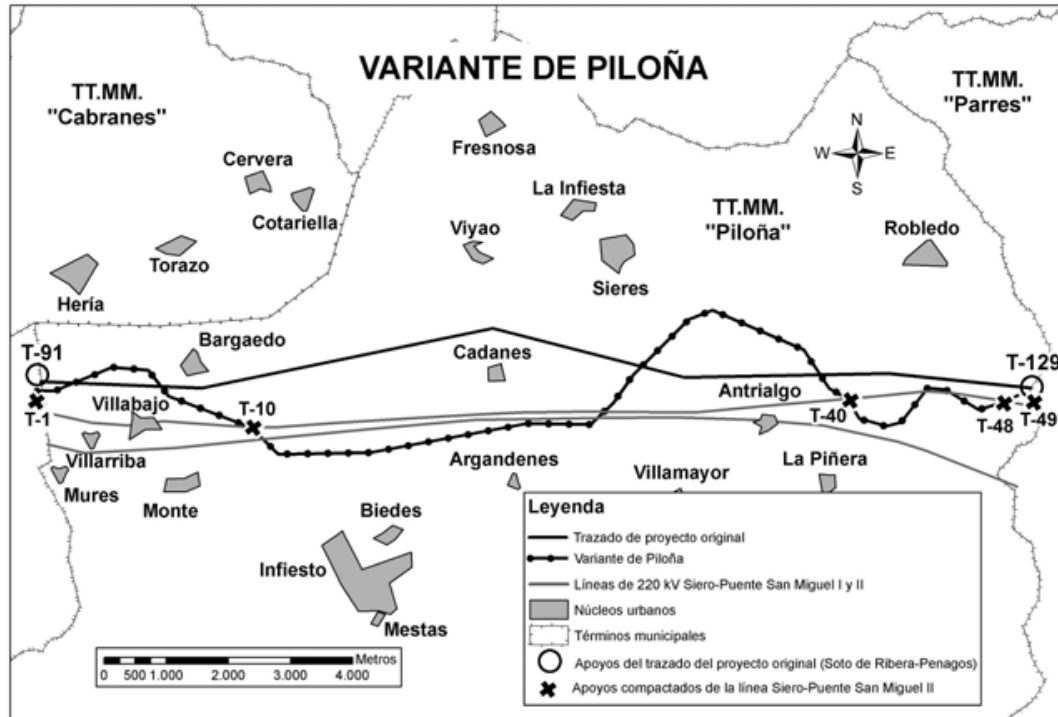 VARIANTE DE PILOÑA
TT.MM.
"Cabranes"
TT.MM.
"Parres"
Fresnosa
N
W
E
S
Cervera
La Infiesta
Cotariella
TT.MM.
"Piloña"
Viyao
Robledo
Torazo
Sieres
Hería
Bargaedo
T-91
Cadanes
T-129
Antrialgo
Villabajo
T-10
T-1
T-40
T-48
T-49
Villarriba
Argandenes
Villamayor
La Piñera
Mures
Monte
Biedes
Infiesto
Mestas
Leyenda
Trazado de proyecto original
Variante de Piloña
Líneas de 220 kV Siero-Puente San Miguel I y II
Núcleos urbanos
Términos municipales
Apoyos del trazado del proyecto original (Soto de Ribera-Penagos)
Apoyos compactados de la línea Siero-Puente San Miguel II
Metros
0 500 1.000 2.000 3.000 4.000